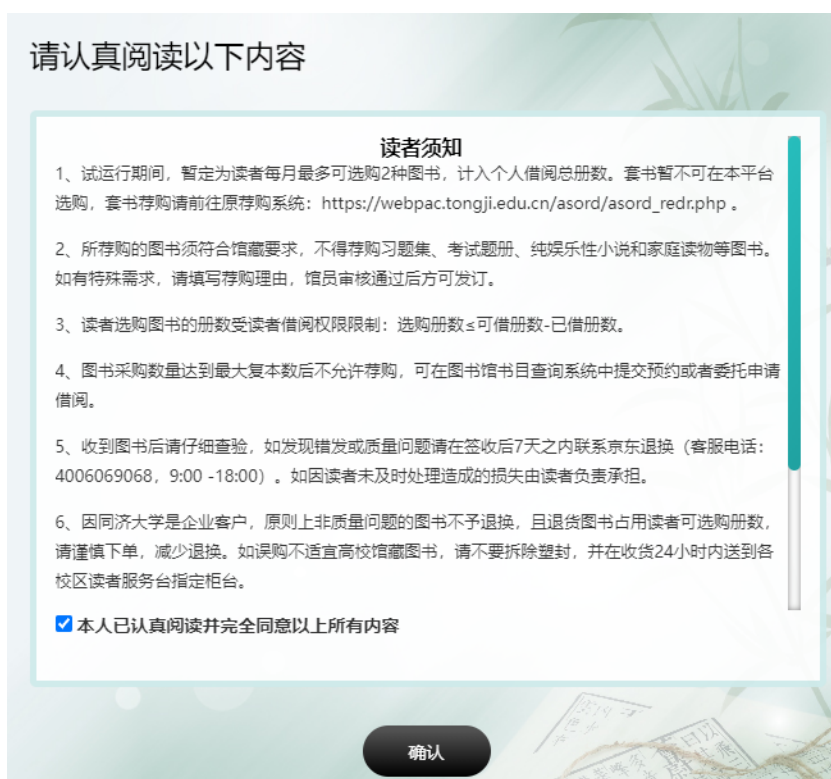 请认真阅读以下内容
读者须知
1、试运行期间，暂定为读者每月最多可选购2种图书，计入个人借阅总册数。套书暂不可在本平台
选购，套书荐购请前往原荐购系统：https://webpac.tongji.edu.cn/asord/asord_redr.php 。
2、所荐购的图书须符合馆藏要求，不得荐购习题集、考试题册、纯娱乐性小说和家庭读物等图书。
如有特殊需求，请填写荐购理由，馆员审核通过后方可发订。
3、读者选购图书的册数受读者借阅权限限制：选购册数≤可借册数-已借册数。
4、图书采购数量达到最大复本数后不允许荐购，可在图书馆书目查询系统中提交预约或者委托申请
借阅。
5、收到图书后请仔细查验，如发现错发或质量问题请在签收后7天之内联系京东退换（客服电话：
4006069068，9:00 -18:00）。如因读者未及时处理造成的损失由读者负责承担。
6、因同济大学是企业客户，原则上非质量问题的图书不予退换，且退货图书占用读者可选购册数，
请谨慎下单，减少退换。如误购不适宜高校馆藏图书，请不要拆除塑封，并在收货24小时内送到各
校区读者服务台指定柜台。
本人已认真阅读并完全同意以上所有内容
确认